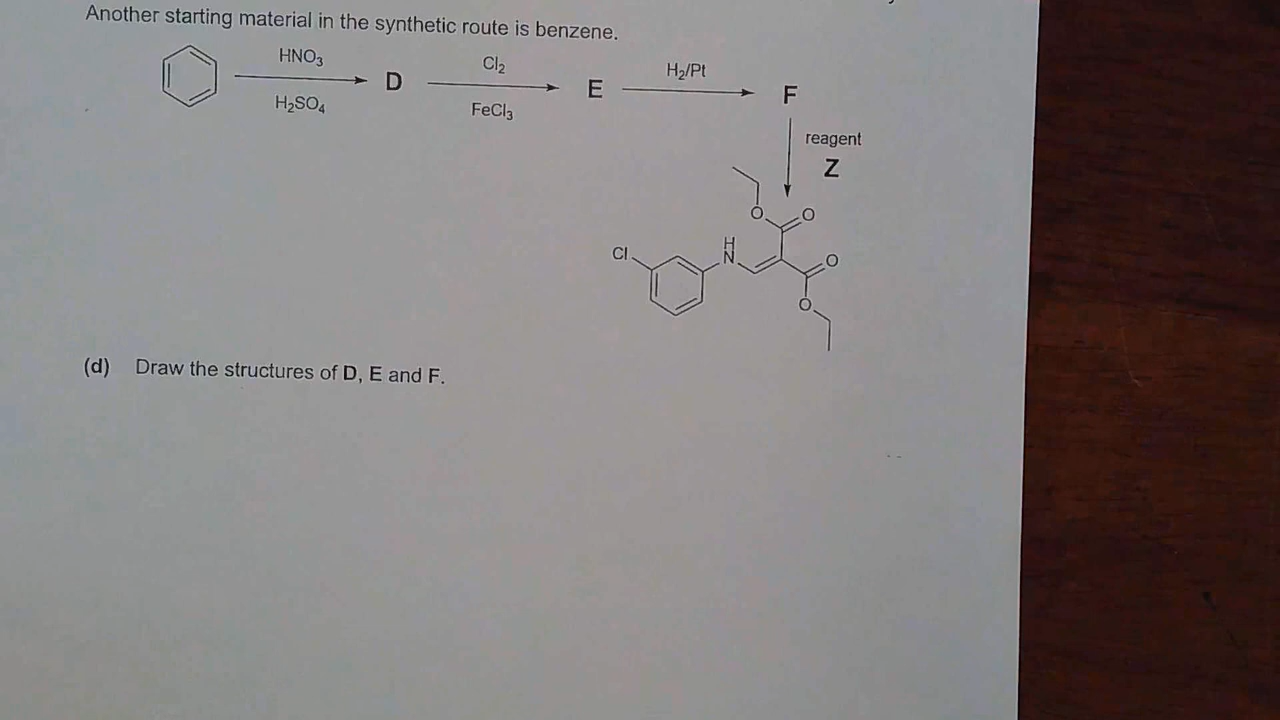 Another starting material in the synthetic route is benzene.
HNO₃
H₂SO₄
D
Cl₂
FeCl₃
E
H₂/Pt
F
reagent
Z
O
O
Cl
H
N
O
O
(d) Draw the structures of D, E and F.